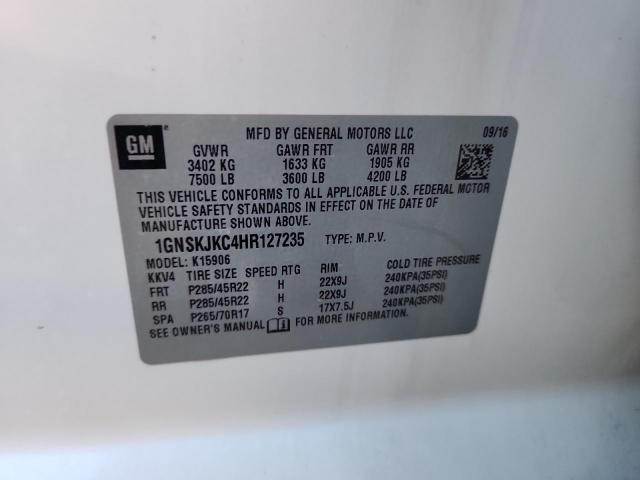 GM MFD BY GENERAL MOTORS LLC 09/16
GVWR GAWR FRT GAWR RR
3402 KG 1633 KG 1905 KG
7500 LB 3600 LB 4200 LB
THIS VEHICLE CONFORMS TO ALL APPLICABLE U.S. FEDERAL MOTOR
VEHICLE SAFETY STANDARDS IN EFFECT ON THE DATE OF
MANUFACTURE SHOWN ABOVE.
1GNSKJKC4HR127235 TYPE: M.P.V.
MODEL: K15906
KKV4 TIRE SIZE SPEED RTG RIM COLD TIRE PRESSURE
FRT P285/45R22 H 22X9J 240KPA(35PSI)
RR P285/45R22 H 22X9J 240KPA(35PSI)
SPA P265/70R17 S 17X7.5J 240KPA(35PSI)
SEE OWNER'S MANUAL FOR MORE INFORMATION.